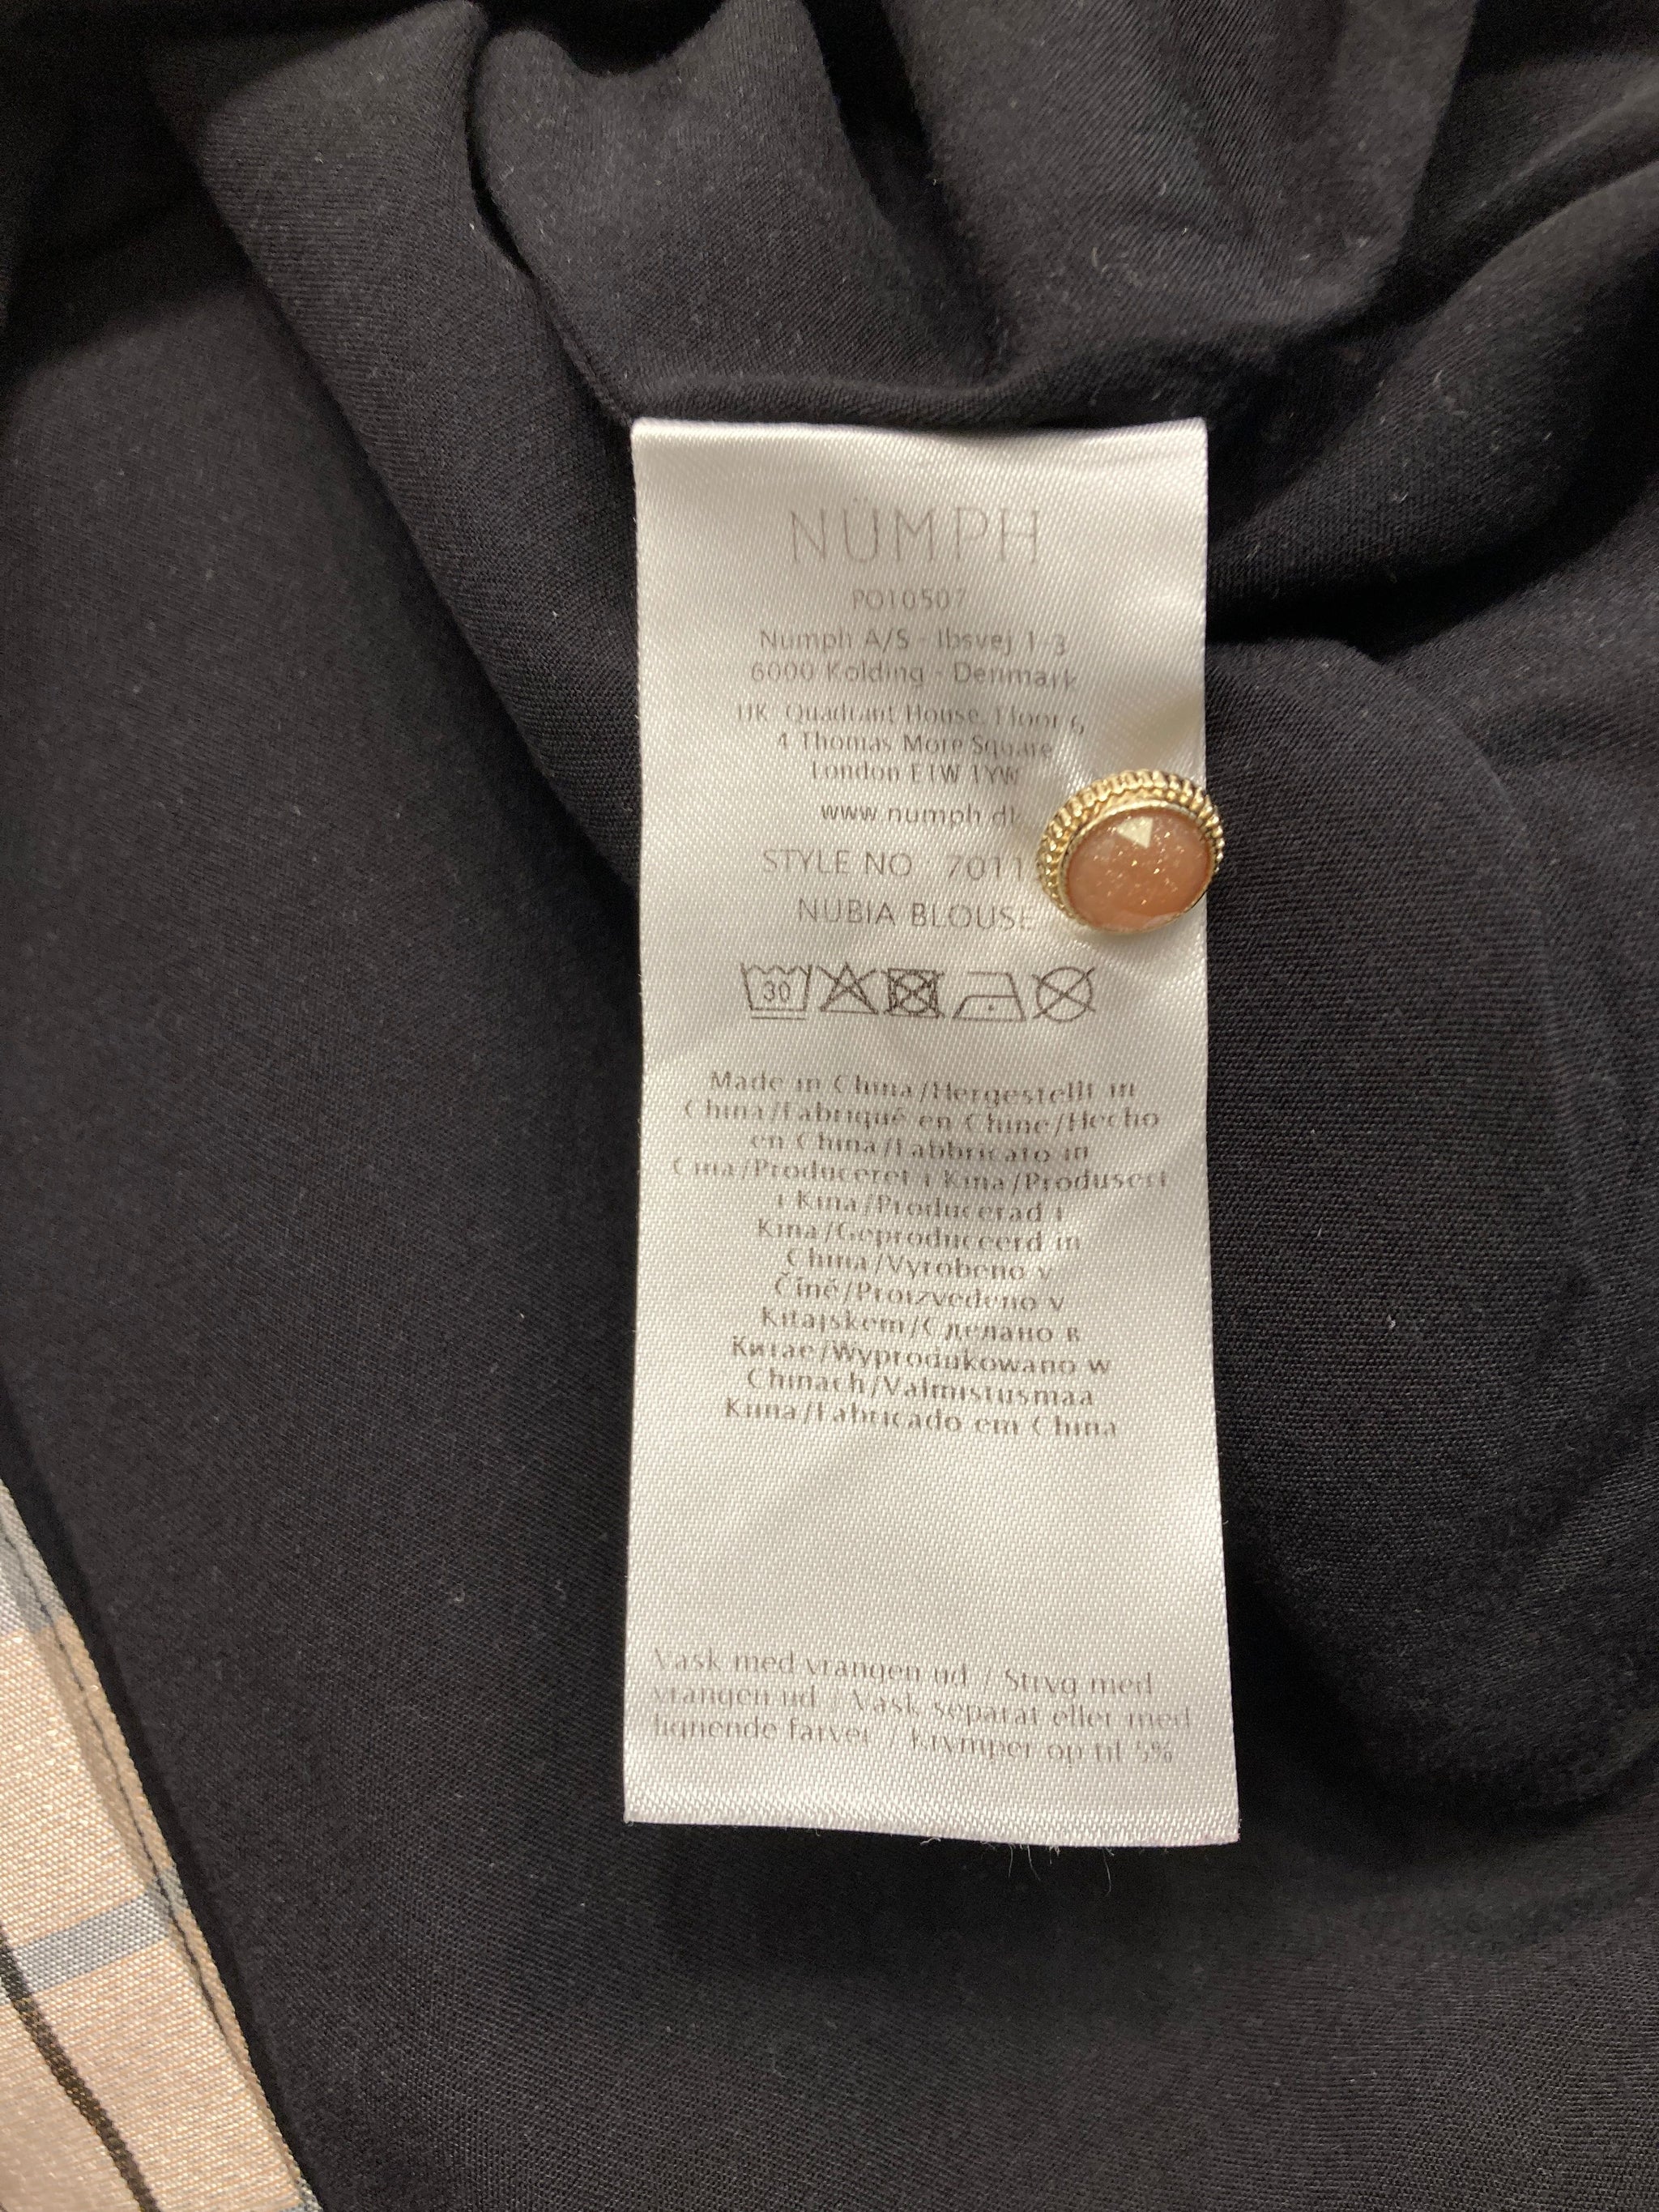 NÜMPH
PO10507
Numph A/S - Ibsvej 1-3
6000 Kolding - Denmark
UK Quadrant House, Floor 6
4 Thomas More Square
London E1W 1YW
www.numph.dk
STYLE NO 7011
NUBIA BLOUSE
30
Made in China/Hergestellt in
China/Fabriqué en Chine/Hecho
en China/Fabbricato in
Cina/Produceret i Kina/Produsert
i Kina/Producerad i
Kina/Geproduceerd in
China/Vyrobeno v
Číně/Proizvedeno v
Kitajskem/Сделано в
Китае/Wyprodukowano w
Chinach/Valmistusmaa
Kiina/Fabricado em China
Vask med vrangen ud / Stryg med
vrangen ud / Vask separat eller med
lignende farver / Krymper op til 5%